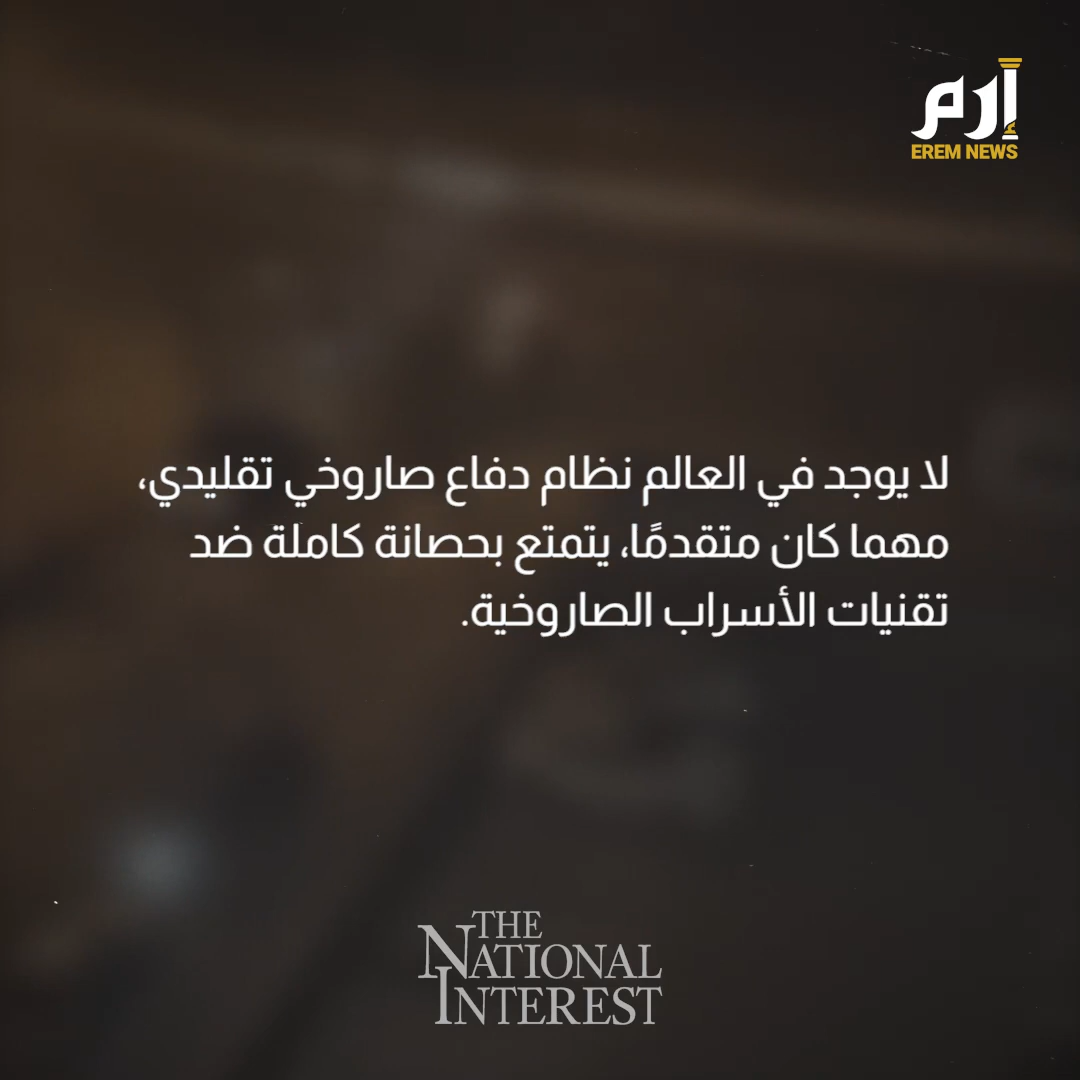 إرم
EREM NEWS
لا يوجد في العالم نظام دفاع صاروخي تقليدي،
مهما كان متقدمًا، يتمتع بحصانة كاملة ضد
تقنيات الأسراب الصاروخية.
THE
NATIONAL
INTEREST